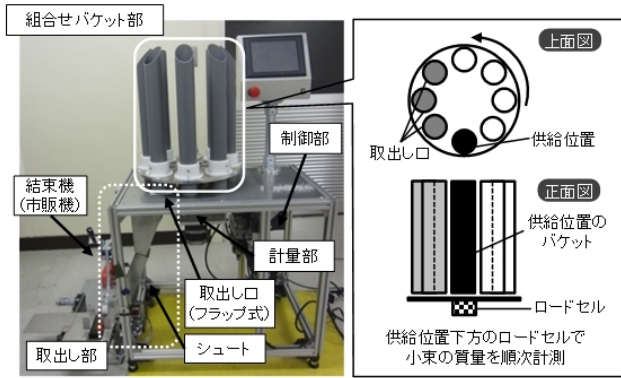 組合せバケット部
制御部
結束機
(市販機)
計量部
取出し口
(フラップ式)
シュート
取出し部
上面図
取出し口
供給位置
正面図
供給位置の
バケット
ロードセル
供給位置下方のロードセルで
小束の質量を順次計測